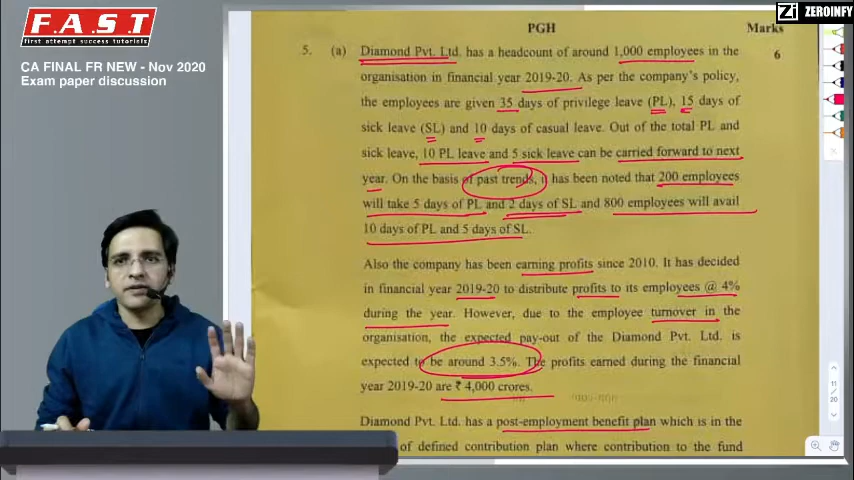 F.A.S.T
first attempt success tutorials
CA FINAL FR NEW - Nov 2020
Exam paper discussion
Zi ZEROINFY
PGH Marks
5. (a) Diamond Pvt. Ltd. has a headcount of around 1,000 employees in the 6
organisation in financial year 2019-20. As per the company's policy,
the employees are given 35 days of privilege leave (PL), 15 days of
sick leave (SL) and 10 days of casual leave. Out of the total PL and
sick leave, 10 PL leave and 5 sick leave can be carried forward to next
year. On the basis of past trends, it has been noted that 200 employees
will take 5 days of PL and 2 days of SL and 800 employees will avail
10 days of PL and 5 days of SL.
Also the company has been earning profits since 2010. It has decided
in financial year 2019-20 to distribute profits to its employees @ 4%
during the year. However, due to the employee turnover in the
organisation, the expected pay-out of the Diamond Pvt. Ltd. is
expected to be around 3.5%. The profits earned during the financial
year 2019-20 are ₹ 4,000 crores.
Diamond Pvt. Ltd. has a post-employment benefit plan which is in the
of defined contribution plan where contribution to the fund
11
/
20